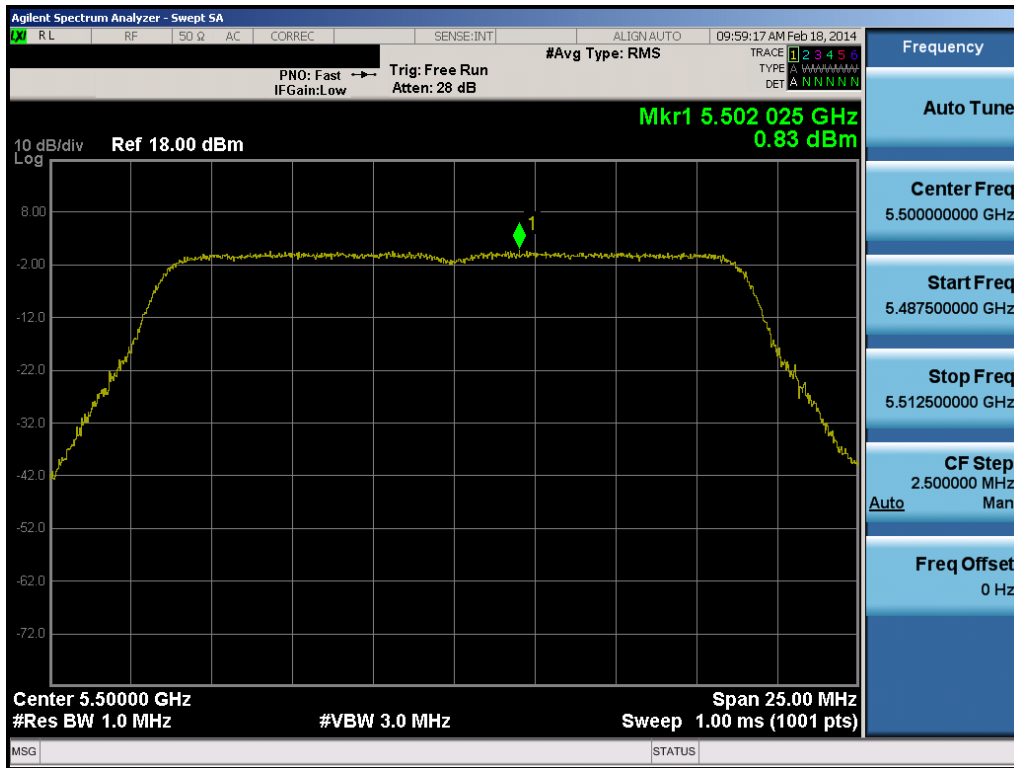 Agilent Spectrum Analyzer - Swept SA
LXI RL RF 50 Ω AC CORREC SENSE:INT ALIGN AUTO 09:59:17 AM Feb 18, 2014
PNO: Fast
IFGain:Low
Trig: Free Run
Atten: 28 dB
#Avg Type: RMS
TRACE 1 2 3 4 5 6
TYPE A WWWWW
DET A N N N N N
Mkr1 5.502 025 GHz
0.83 dBm
10 dB/div Ref 18.00 dBm
Log
8.00
-2.00
-12.0
-22.0
-32.0
-42.0
-52.0
-62.0
-72.0
1
Center 5.50000 GHz Span 25.00 MHz
#Res BW 1.0 MHz #VBW 3.0 MHz Sweep 1.00 ms (1001 pts)
MSG STATUS
Frequency
Auto Tune
Center Freq
5.500000000 GHz
Start Freq
5.487500000 GHz
Stop Freq
5.512500000 GHz
CF Step
2.500000 MHz
Auto Man
Freq Offset
0 Hz